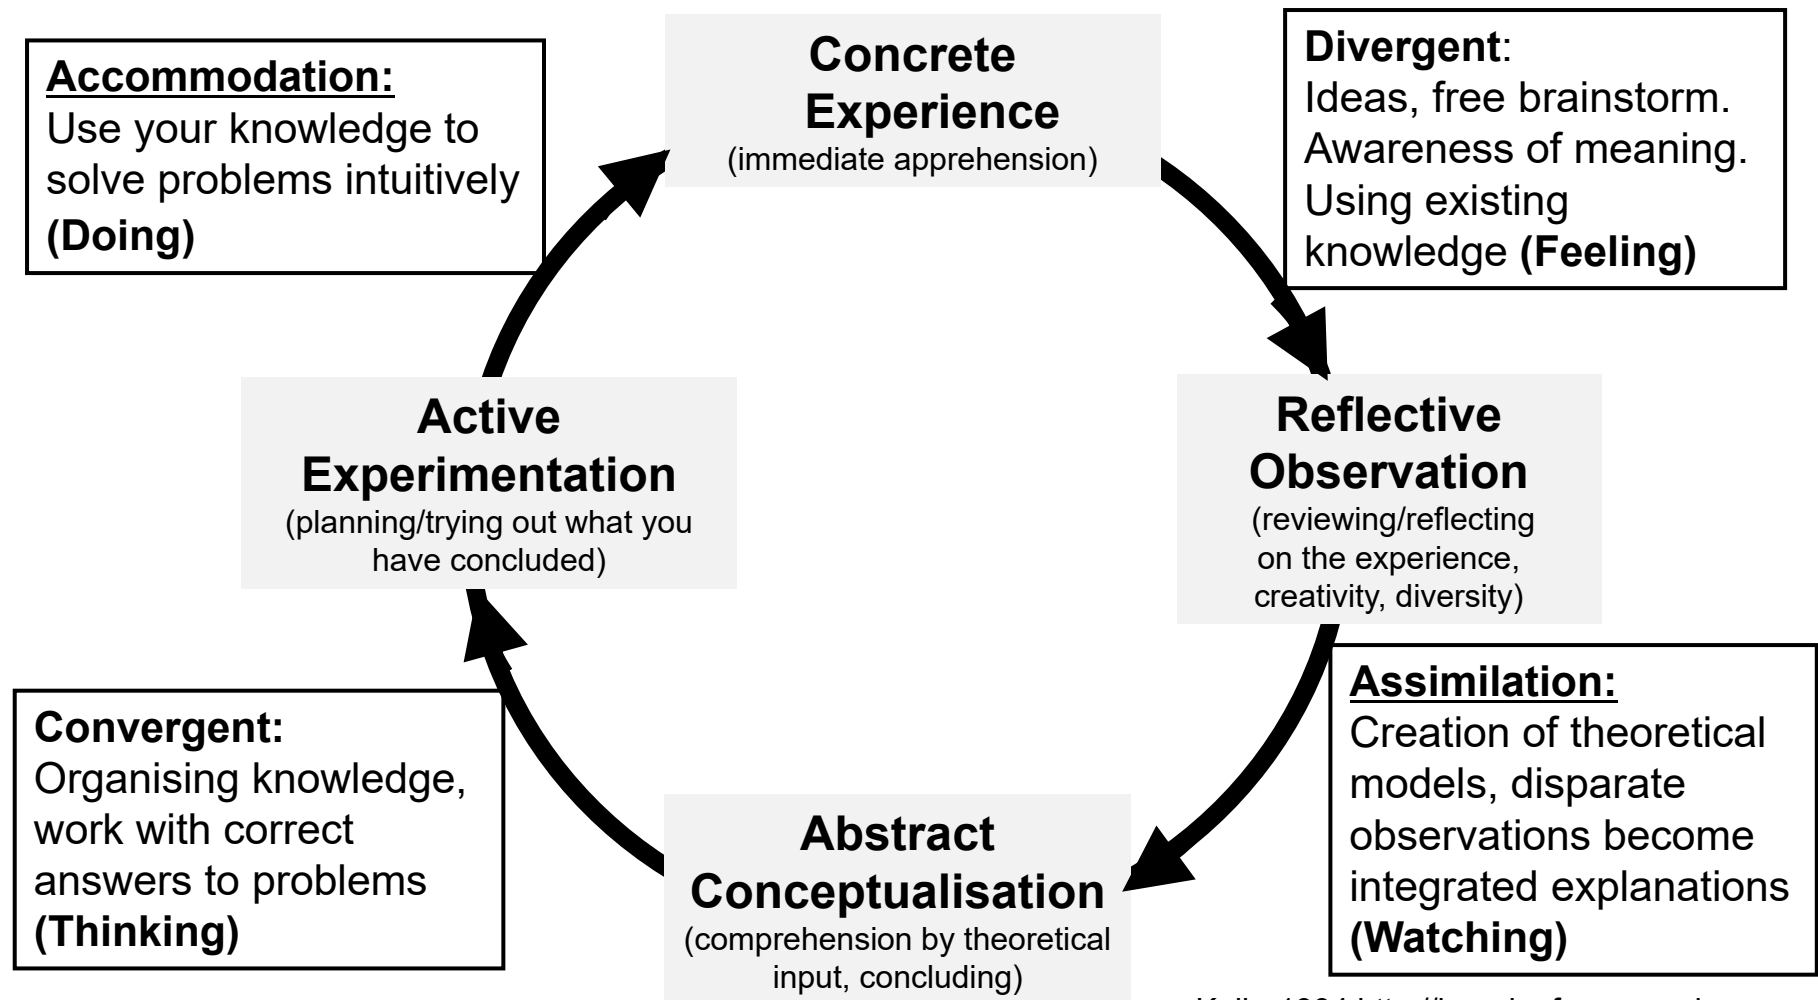 Accommodation:
Use your knowledge to
solve problems intuitively
(Doing)
Concrete
Experience
(immediate apprehension)
Divergent:
Ideas, free brainstorm.
Awareness of meaning.
Using existing
knowledge (Feeling)
Active
Experimentation
(planning/trying out what you
have concluded)
Reflective
Observation
(reviewing/reflecting
on the experience,
creativity, diversity)
Convergent:
Organising knowledge,
work with correct
answers to problems
(Thinking)
Abstract
Conceptualisation
(comprehension by theoretical
input, concluding)
Assimilation:
Creation of theoretical
models, disparate
observations become
integrated explanations
(Watching)